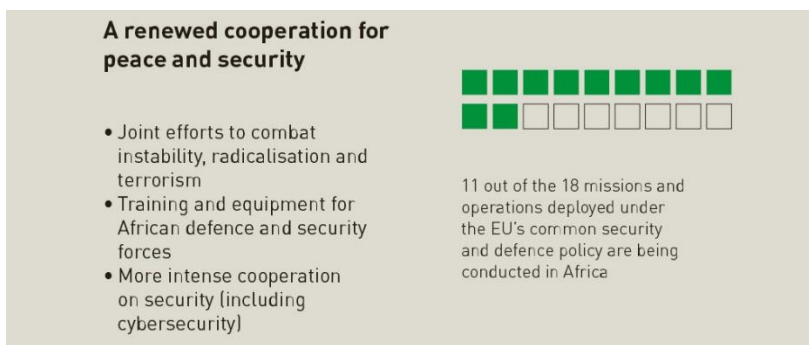 A renewed cooperation for
peace and security
• Joint efforts to combat
instability, radicalisation and
terrorism
• Training and equipment for
African defence and security
forces
• More intense cooperation
on security (including
cybersecurity)
11 out of the 18 missions and
operations deployed under
the EU's common security
and defence policy are being
conducted in Africa